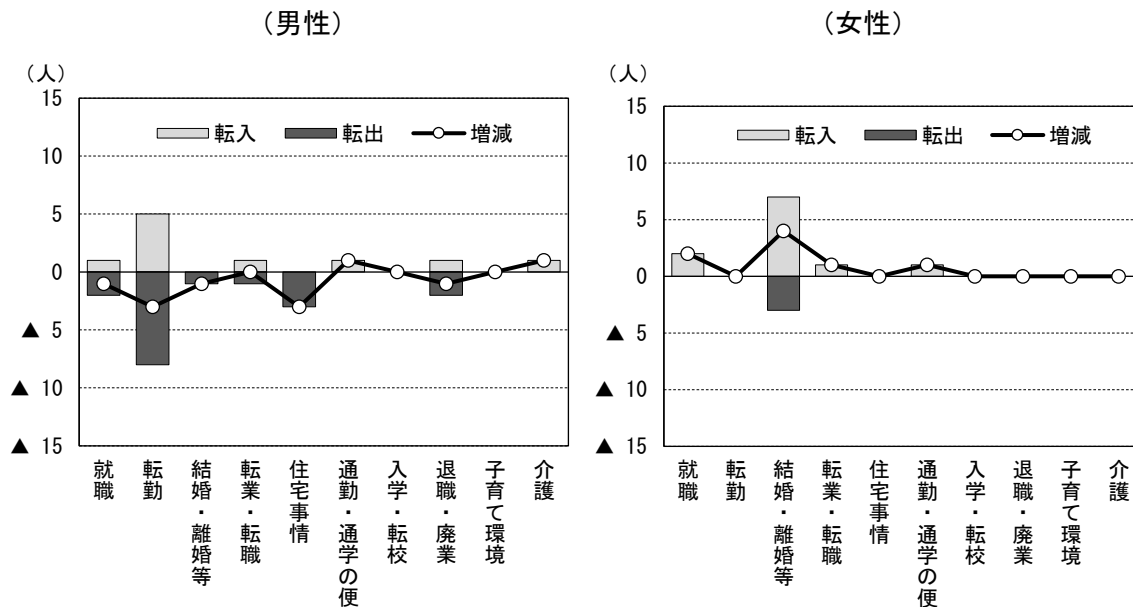 (男性)
(人)
転入 転出 増減
15
10
5
0
▲ 5
▲ 10
▲ 15
就職
転勤
結婚・離婚等
転業・転職
住宅事情
通勤・通学の便
入学・転校
退職・廃業
子育て環境
介護
(女性)
(人)
転入 転出 増減
15
10
5
0
▲ 5
▲ 10
▲ 15
就職
転勤
結婚・離婚等
転業・転職
住宅事情
通勤・通学の便
入学・転校
退職・廃業
子育て環境
介護